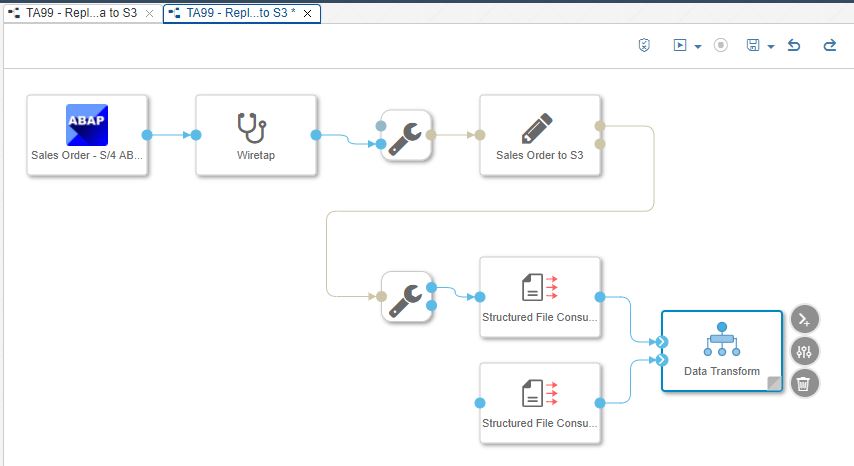 TA99 - Repl...a to S3
TA99 - Repl...to S3 *
ABAP
Sales Order - S/4 AB...
Wiretap
Sales Order to S3
Structured File Consu...
Data Transform
Structured File Consu...